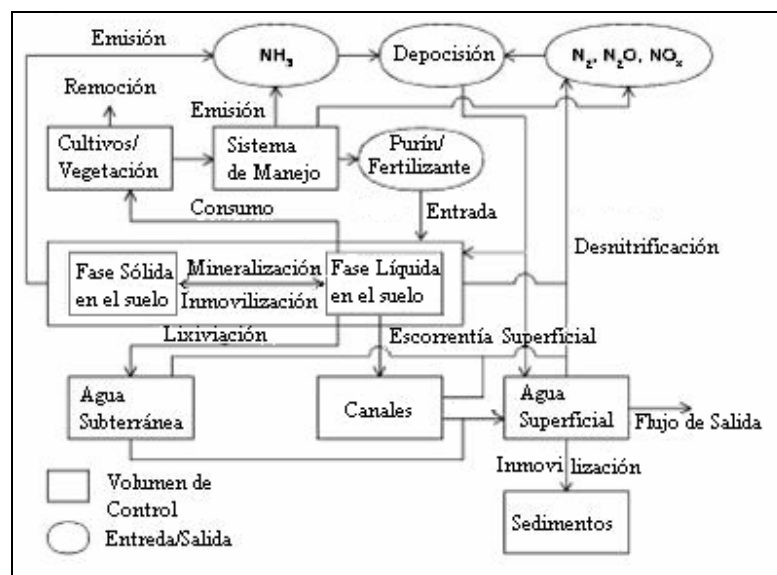 Emisión
NH3
Deposición
N2, N2O, NOx
Remoción
Emisión
Cultivos/
Vegetación
Sistema
de Manejo
Purín/
Fertilizante
Consumo
Entrada
Desnitrificación
Fase Sólida
en el suelo
Mineralización
Inmovilización
Fase Líquida
en el suelo
Lixiviación
Escorrentía Superficial
Agua
Subterránea
Canales
Agua
Superficial
Flujo de Salida
Inmovilización
Sedimentos
Volumen de
Control
Entreda/Salida